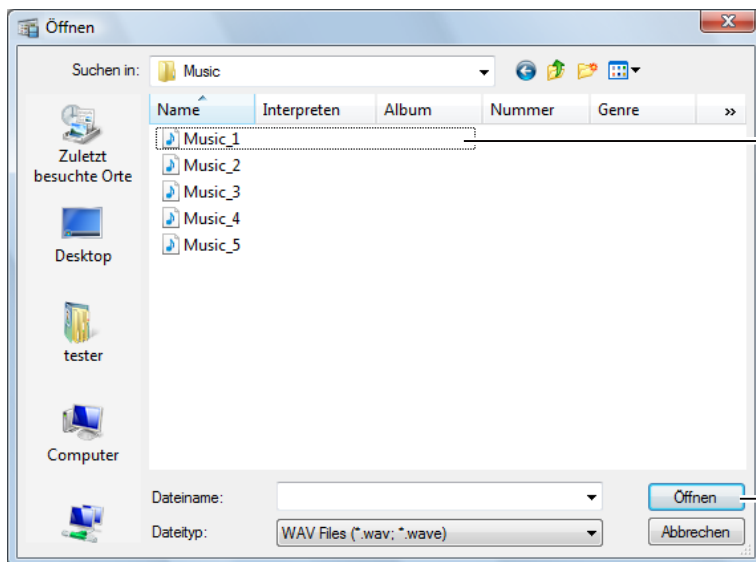 Öffnen
Suchen in: Music
Name Interpreten Album Nummer Genre »
Music_1
Music_2
Music_3
Music_4
Music_5
Zuletzt
besuchte Orte
Desktop
tester
Computer
Dateiname: Öffnen
Dateityp: WAV Files (*.wav; *.wave) Abbrechen